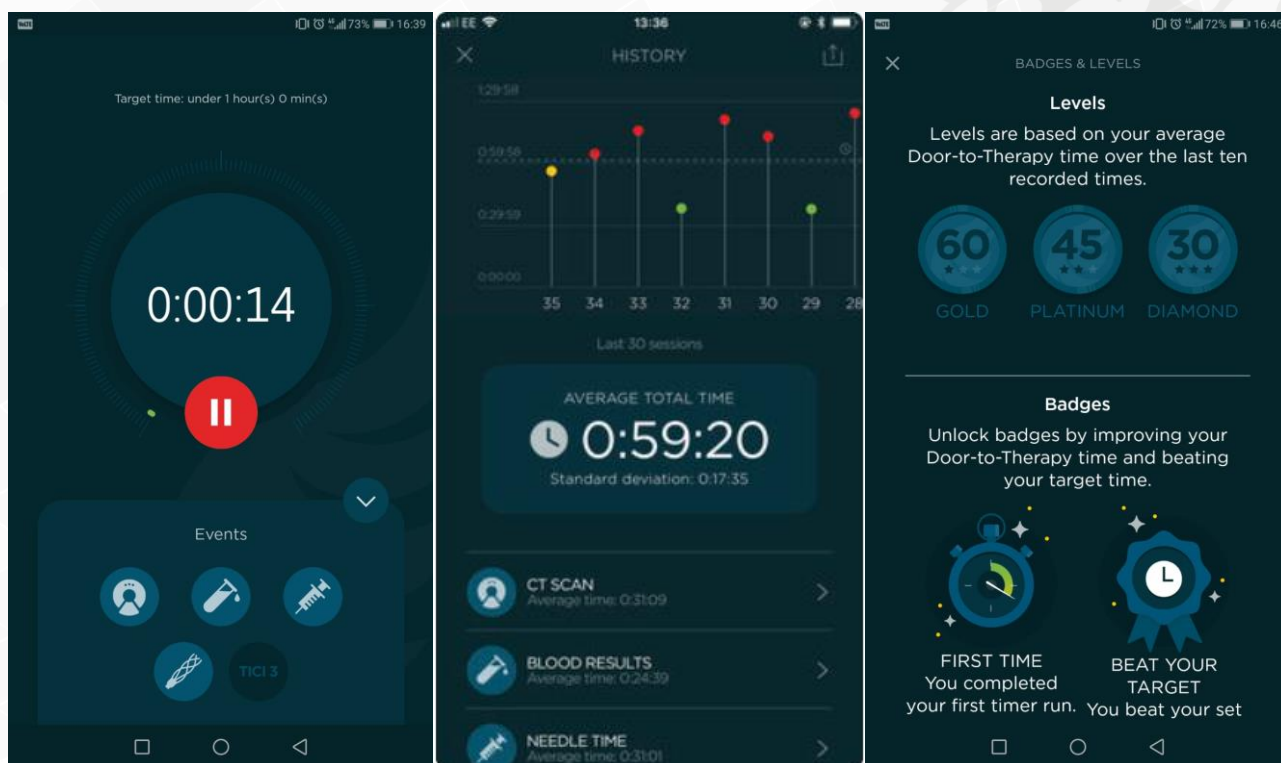 73% 16:39
Target time: under 1 hour(s) 0 min(s)
0:00:14
Events
TICI 3
EE 13:36
HISTORY
1:29:58
0:59:58
0:29:59
0:00:00
35 34 33 32 31 30 29 28
Last 30 sessions
AVERAGE TOTAL TIME
0:59:20
Standard deviation: 0:17:35
CT SCAN
Average time: 0:31:09
BLOOD RESULTS
Average time: 0:24:39
NEEDLE TIME
Average time: 0:31:01
72% 16:46
BADGES & LEVELS
Levels
Levels are based on your average
Door-to-Therapy time over the last ten
recorded times.
60 45 30
GOLD PLATINUM DIAMOND
Badges
Unlock badges by improving your
Door-to-Therapy time and beating
your target time.
FIRST TIME
You completed
your first timer run.
BEAT YOUR
TARGET
You beat your set